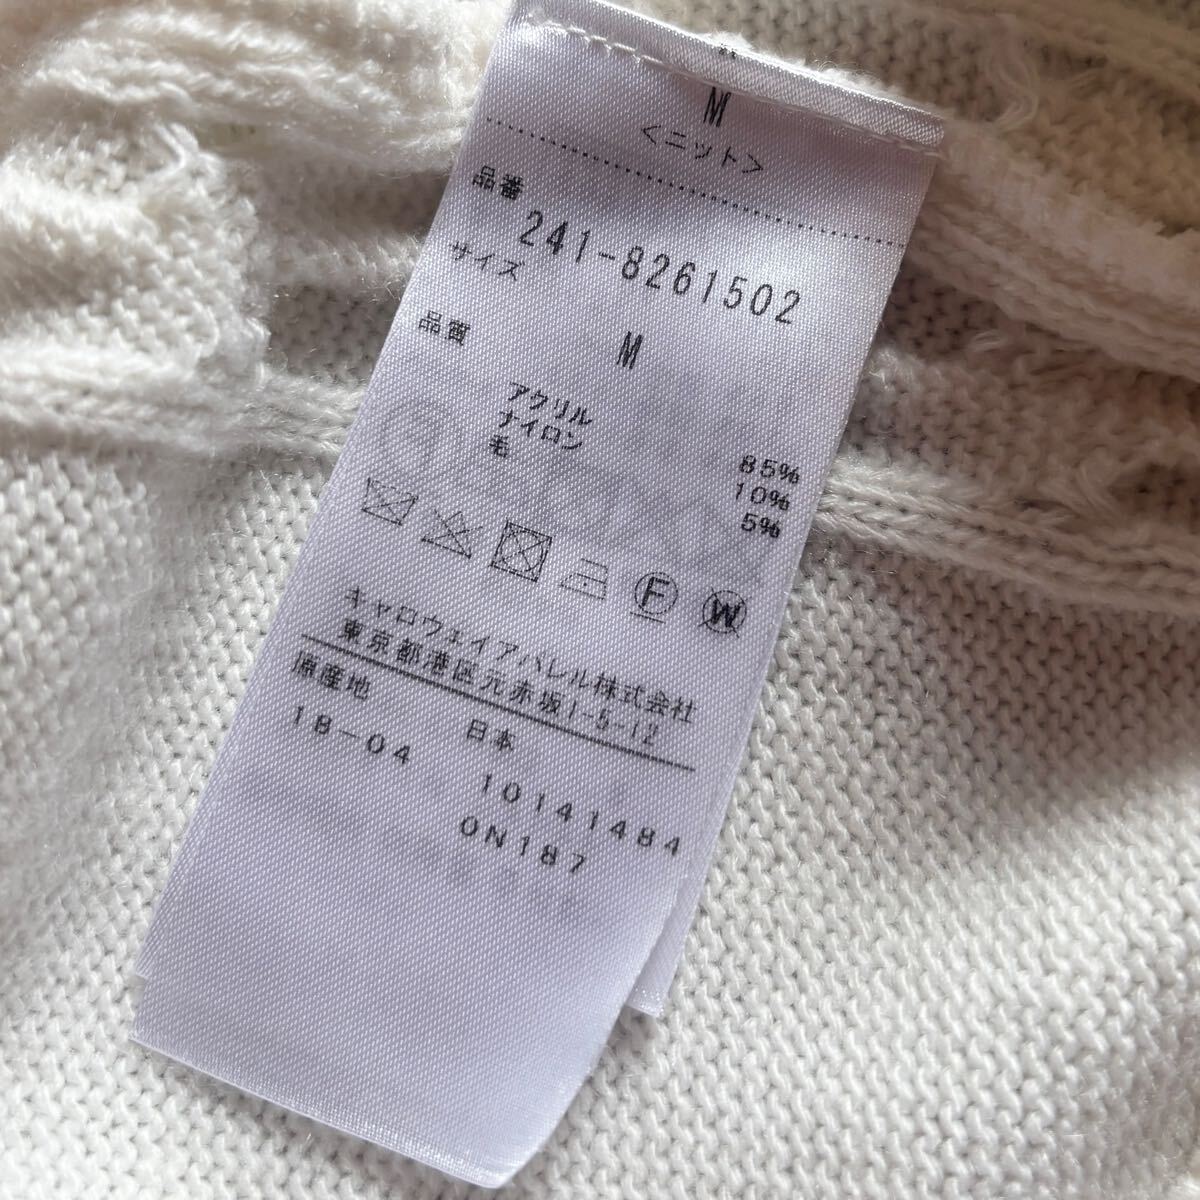 M
<ニット>
品番
241-8261502
サイズ
M
品質
アクリル 85%
ナイロン 10%
毛 5%
F W
キャロウェイアパレル株式会社
東京都港区元赤坂1-5-12
原産地 日本
18-04 10141484
0N187